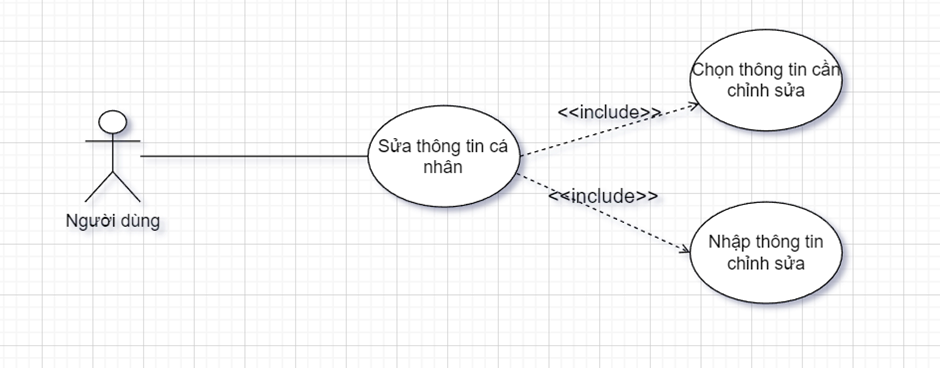 Chọn thông tin cần
chỉnh sửa
<<include>>
Sửa thông tin cá
nhân
<<include>>
Người dùng
Nhập thông tin
chỉnh sửa